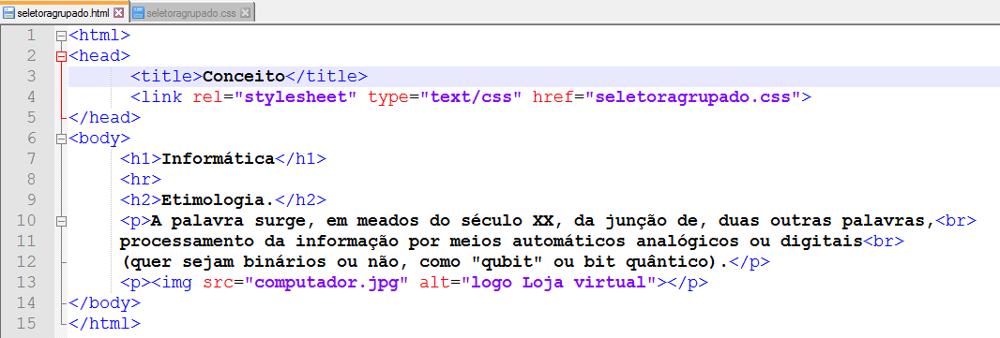 seletoragrupado.html seletoragrupado.css
1 <html>
2 <head>
3 <title>Conceito</title>
4 <link rel="stylesheet" type="text/css" href="seletoragrupado.css">
5 </head>
6 <body>
7 <h1>Informática</h1>
8 <hr>
9 <h2>Etimologia.</h2>
10 <p>A palavra surge, em meados do século XX, da junção de, duas outras palavras,<br>
11 processamento da informação por meios automáticos analógicos ou digitais<br>
12 (quer sejam binários ou não, como "qubit" ou bit quântico).</p>
13 <p><img src="computador.jpg" alt="logo Loja virtual"></p>
14 </body>
15 </html>